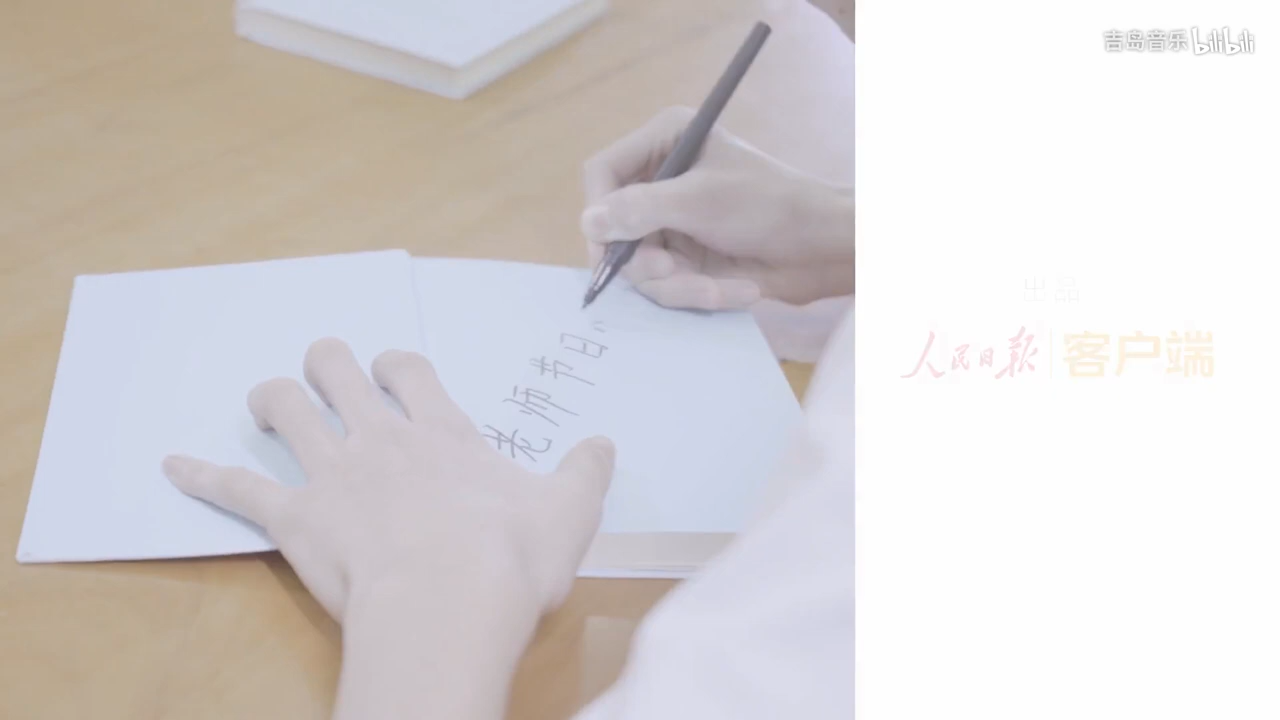 吉岛音乐 bilibili
出品
人民日报 客户端
老师节日